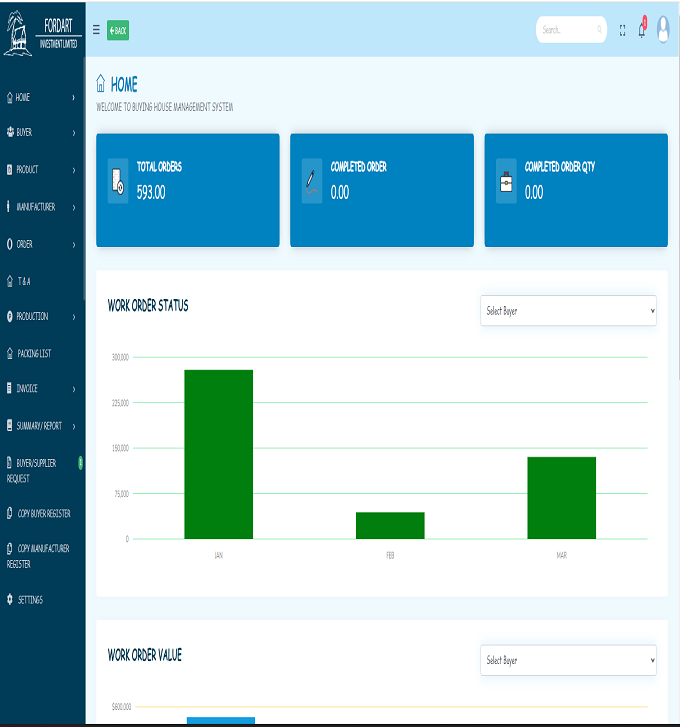 FORDART
INVESTMENT LIMITED
BACK
Search..
HOME
BUYER
PRODUCT
MANUFACTURER
ORDER
T & A
PRODUCTION
PACKING LIST
INVOICE
SUMMARY/ REPORT
BUYER/SUPPLIER
REQUEST
COPY BUYER REGISTER
COPY MANUFACTURER
REGISTER
SETTINGS
HOME
WELCOME TO BUYING HOUSE MANAGEMENT SYSTEM
TOTAL ORDERS
593.00
COMPLETED ORDER
0.00
COMPLETED ORDER QTY
0.00
WORK ORDER STATUS
Select Buyer
300,000
225,000
150,000
75,000
0
JAN
FEB
MAR
WORK ORDER VALUE
Select Buyer
$600,000